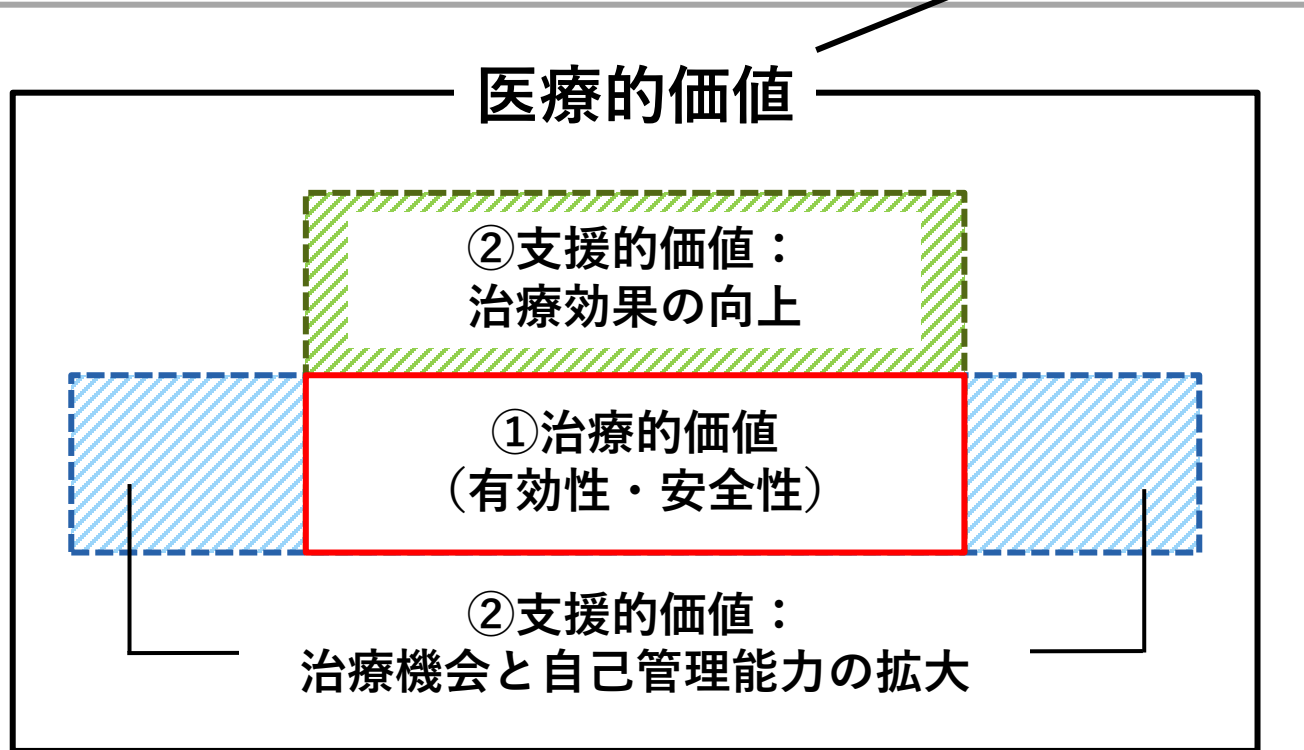 医療的価値
②支援的価値：
治療効果の向上
①治療的価値
（有効性・安全性）
②支援的価値：
治療機会と自己管理能力の拡大